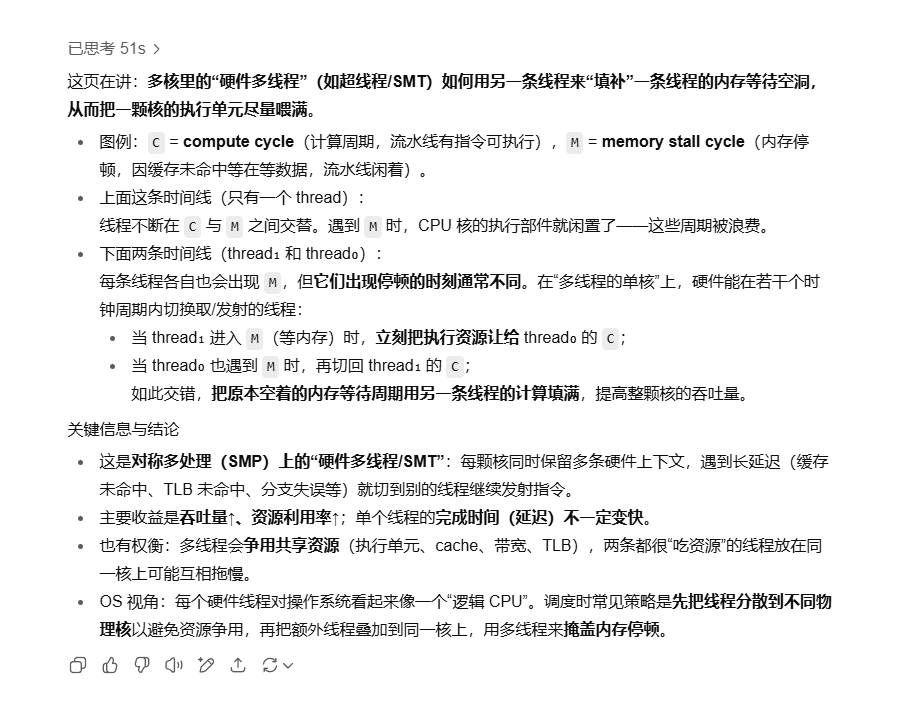 已思考 51s >
这页在讲：多核里的“硬件多线程”（如超线程/SMT）如何用另一条线程来“填补”一条线程的内存等待空洞，
从而把一颗核的执行单元尽量喂满。
• 图例： C = compute cycle（计算周期，流水线有指令可执行）， M = memory stall cycle（内存停
顿，因缓存未命中等在等数据，流水线闲着）。
• 上面这条时间线（只有一个 thread）：
线程不断在 C 与 M 之间交替。遇到 M 时，CPU 核的执行部件就闲置了——这些周期被浪费。
• 下面两条时间线（thread₁ 和 thread₀）：
每条线程各自也会出现 M ，但它们出现停顿的时刻通常不同。在“多线程的单核”上，硬件能在若干个时
钟周期内切换取/发射的线程：
• 当 thread₁ 进入 M （等内存）时，立刻把执行资源让给 thread₀ 的 C ；
• 当 thread₀ 也遇到 M 时，再切回 thread₁ 的 C ；
如此交错，把原本空着的内存等待周期用另一条线程的计算填满，提高整颗核的吞吐量。
关键信息与结论
• 这是对称多处理（SMP）上的“硬件多线程/SMT”：每颗核同时保留多条硬件上下文，遇到长延迟（缓存
未命中、TLB 未命中、分支失误等）就切到别的线程继续发射指令。
• 主要收益是吞吐量↑、资源利用率↑；单个线程的完成时间（延迟）不一定变快。
• 也有权衡：多线程会争用共享资源（执行单元、cache、带宽、TLB），两条都很“吃资源”的线程放在同
一核上可能互相拖慢。
• OS 视角：每个硬件线程对操作系统看起来像一个“逻辑 CPU”。调度时常见策略是先把线程分散到不同物
理核以避免资源争用，再把额外线程叠加到同一核上，用多线程来掩盖内存停顿。